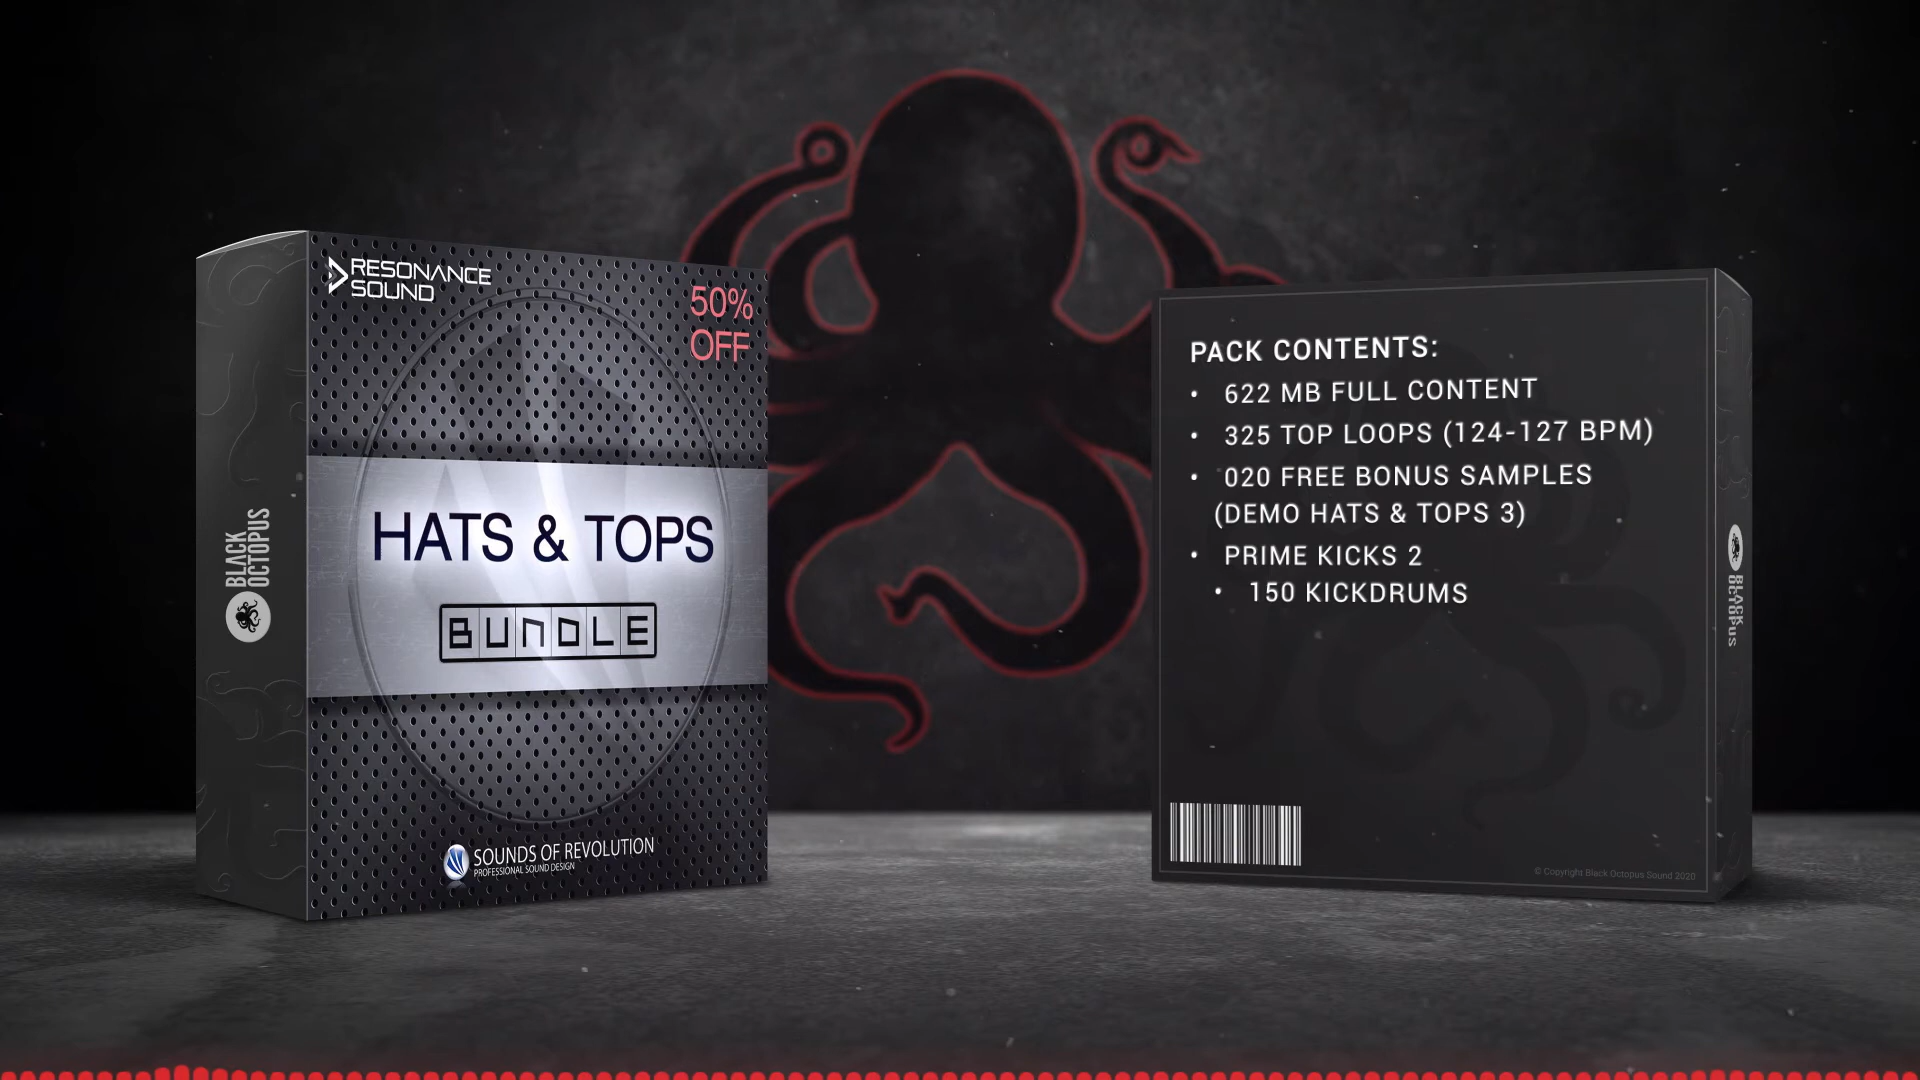 RESONANCE
SOUND
50%
OFF
HATS & TOPS
BUNDLE
SOUNDS OF REVOLUTION
PROFESSIONAL SOUND DESIGN
BLACK
OCTOPUS
PACK CONTENTS:
• 622 MB FULL CONTENT
• 325 TOP LOOPS (124-127 BPM)
• 020 FREE BONUS SAMPLES
(DEMO HATS & TOPS 3)
• PRIME KICKS 2
• 150 KICKDRUMS
© Copyright Black Octopus Sound 2020
BLACK
OCTOPUS